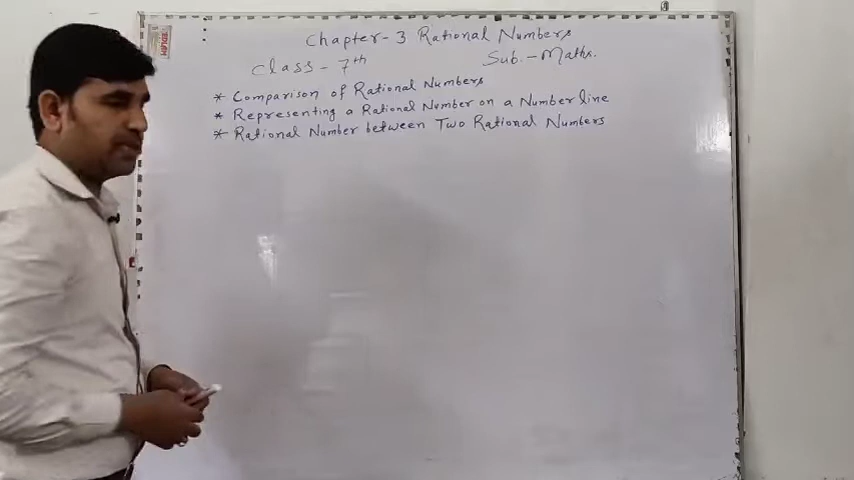 Chapter-3 Rational Numbers
Class - 7th Sub. - Maths.
* Comparison of Rational Numbers
* Representing a Rational Number on a Number line
* Rational Number between Two Rational Numbers